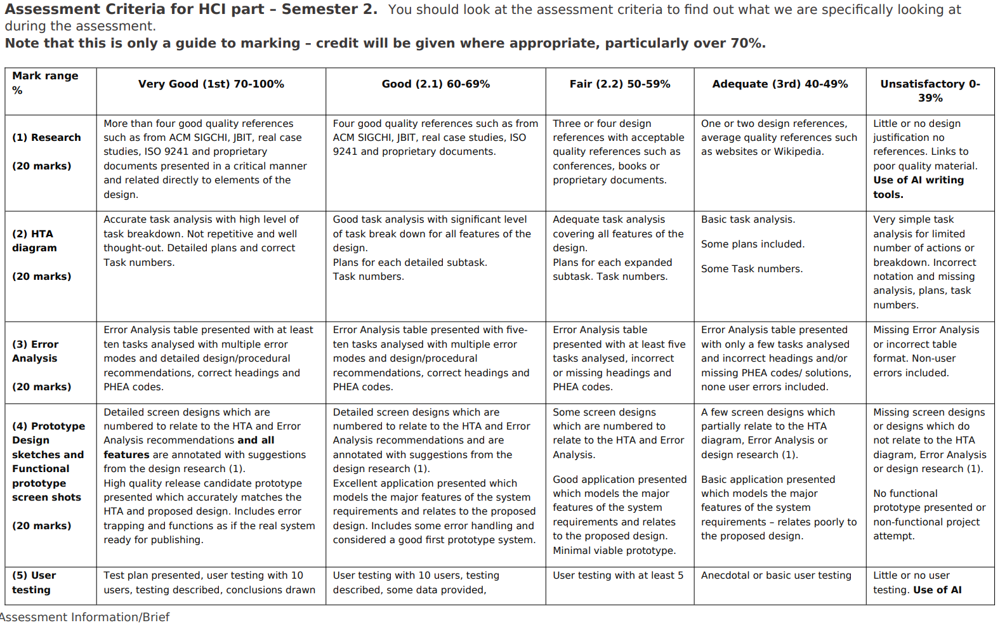 Assessment Criteria for HCI part – Semester 2. You should look at the assessment criteria to find out what we are specifically looking at
during the assessment.
Note that this is only a guide to marking – credit will be given where appropriate, particularly over 70%.
Mark range
%
Very Good (1st) 70-100%
Good (2.1) 60-69%
Fair (2.2) 50-59%
Adequate (3rd) 40-49%
Unsatisfactory 0-
39%
(1) Research
(20 marks)
More than four good quality references
such as from ACM SIGCHI, JBIT, real case
studies, ISO 9241 and proprietary
documents presented in a critical manner
and related directly to elements of the
design.
Four good quality references such as from
ACM SIGCHI, JBIT, real case studies, ISO
9241 and proprietary documents.
Three or four design
references with acceptable
quality references such as
conferences, books or
proprietary documents.
One or two design references,
average quality references such
as websites or Wikipedia.
Little or no design
justification no
references. Links to
poor quality material.
Use of AI writing
tools.
(2) HTA
diagram
(20 marks)
Accurate task analysis with high level of
task breakdown. Not repetitive and well
thought-out. Detailed plans and correct
Task numbers.
Good task analysis with significant level
of task break down for all features of the
design.
Plans for each detailed subtask.
Task numbers.
Adequate task analysis
covering all features of the
design.
Plans for each expanded
subtask. Task numbers.
Basic task analysis.
Some plans included.
Some Task numbers.
Very simple task
analysis for limited
number of actions or
breakdown. Incorrect
notation and missing
analysis, plans, task
numbers.
(3) Error
Analysis
(20 marks)
Error Analysis table presented with at least
ten tasks analysed with multiple error
modes and detailed design/procedural
recommendations, correct headings and
PHEA codes.
Error Analysis table presented with five-
ten tasks analysed with multiple error
modes and design/procedural
recommendations, correct headings and
PHEA codes.
Error Analysis table
presented with at least five
tasks analysed, incorrect
or missing headings and
PHEA codes.
Error Analysis table presented
with only a few tasks analysed
and incorrect headings and/or
missing PHEA codes/ solutions,
none user errors included.
Missing Error Analysis
or incorrect table
format. Non-user
errors included.
(4) Prototype
Design
sketches and
Functional
prototype
screen shots
(20 marks)
Detailed screen designs which are
numbered to relate to the HTA and Error
Analysis recommendations and all
features are annotated with suggestions
from the design research (1).
High quality release candidate prototype
presented which accurately matches the
HTA and proposed design. Includes error
trapping and functions as if the real system
ready for publishing.
Detailed screen designs which are
numbered to relate to the HTA and Error
Analysis recommendations and are
annotated with suggestions from the
design research (1).
Excellent application presented which
models the major features of the system
requirements and relates to the proposed
design. Includes some error handling and
considered a good first prototype system.
Some screen designs
which are numbered to
relate to the HTA and Error
Analysis.
Good application presented
which models the major
features of the system
requirements and relates
to the proposed design.
Minimal viable prototype.
A few screen designs which
partially relate to the HTA
diagram, Error Analysis or
design research (1).
Basic application presented
which models the major
features of the system
requirements – relates poorly to
the proposed design.
Missing screen designs
or designs which do
not relate to the HTA
diagram, Error Analysis
or design research (1).
No functional
prototype presented or
non-functional project
attempt.
(5) User
testing
Test plan presented, user testing with 10
users, testing described, conclusions drawn
User testing with 10 users, testing
described, some data provided,
User testing with at least 5
Anecdotal or basic user testing
Little or no user
testing. Use of AI
Assessment Information/Brief